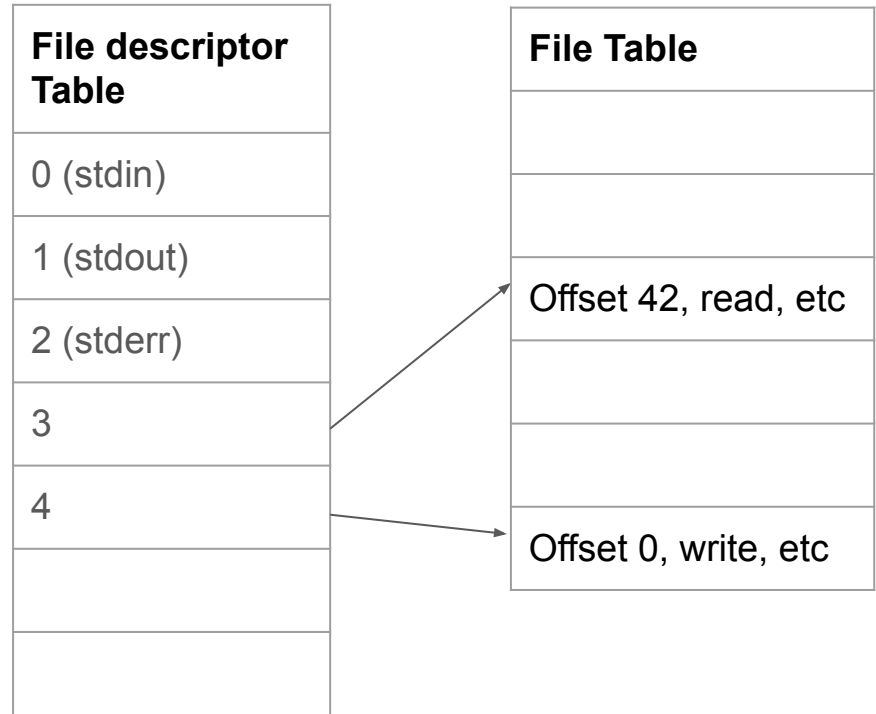 File descriptor
Table
0 (stdin)
1 (stdout)
2 (stderr)
3
4
File Table
Offset 42, read, etc
Offset 0, write, etc